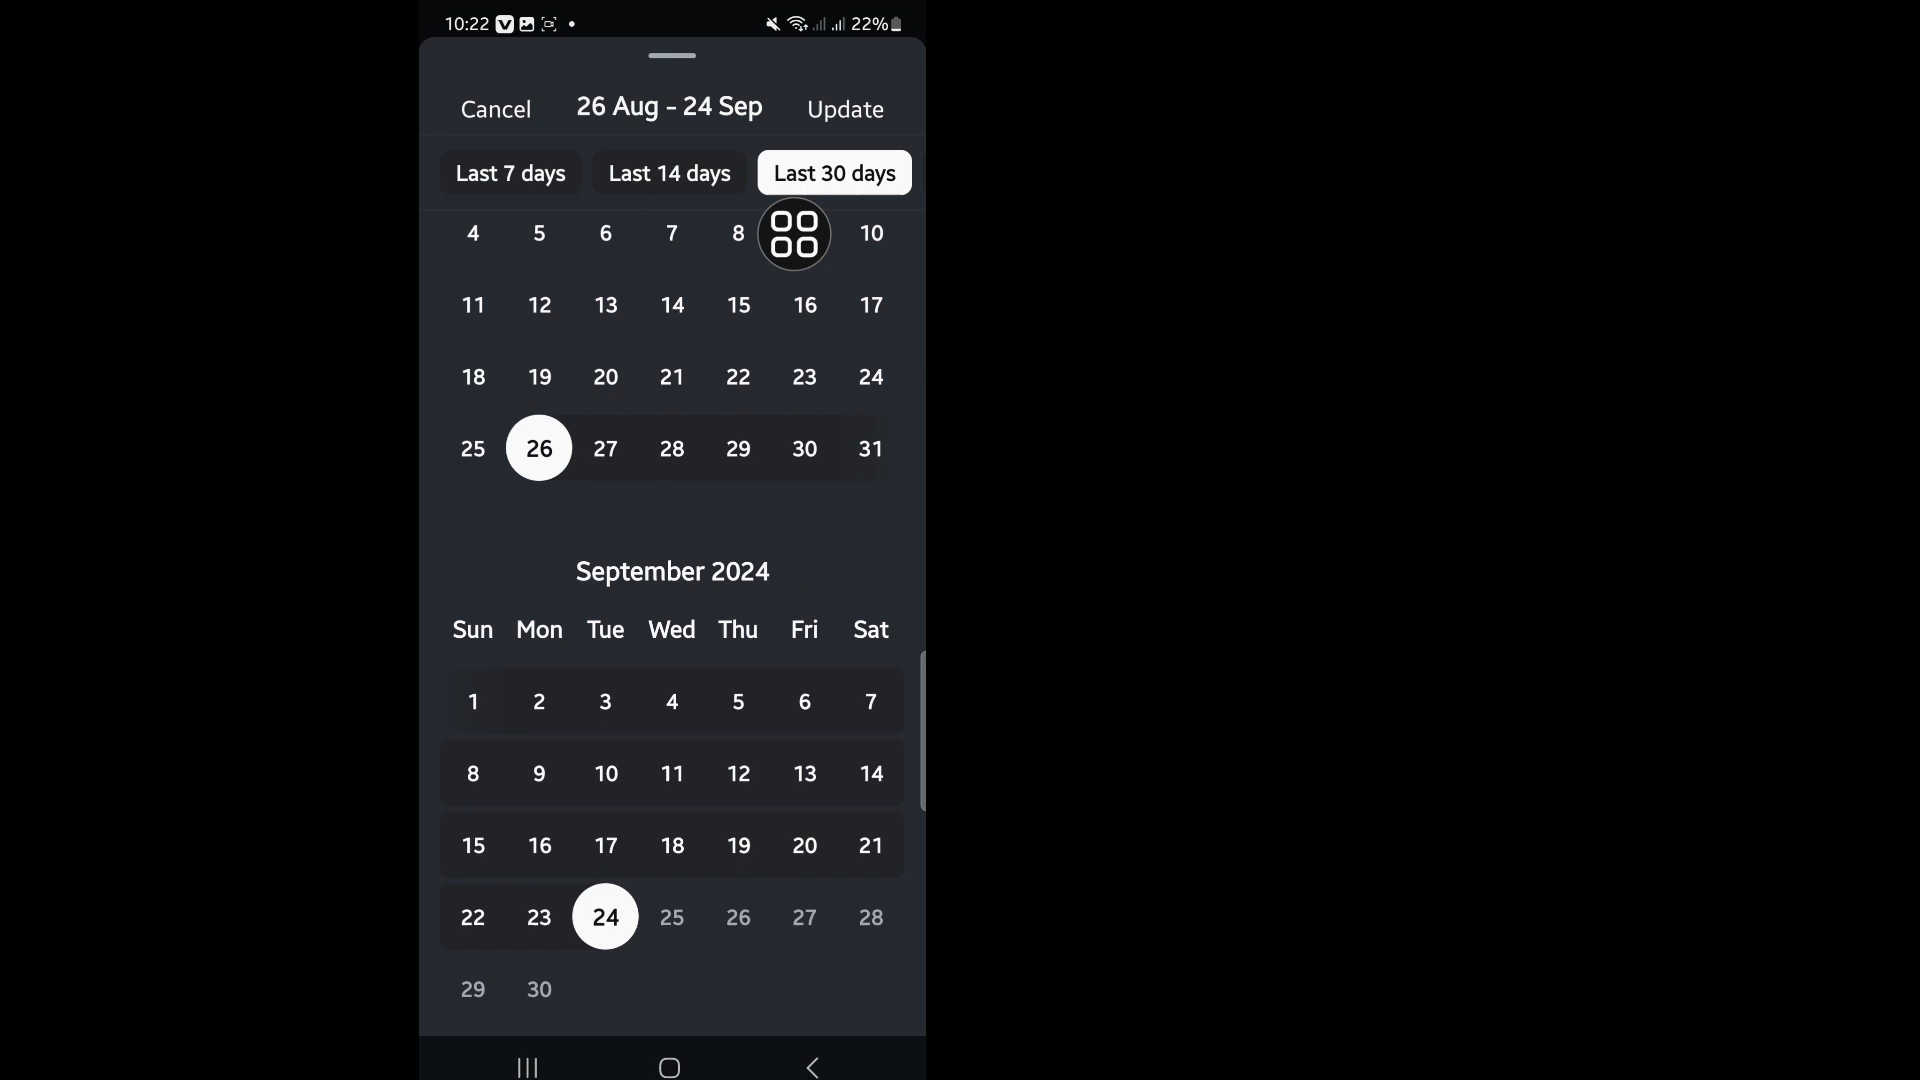 10:22 22%
Cancel 26 Aug – 24 Sep Update
Last 7 days Last 14 days Last 30 days
4 5 6 7 8 10
11 12 13 14 15 16 17
18 19 20 21 22 23 24
25 26 27 28 29 30 31
September 2024
Sun Mon Tue Wed Thu Fri Sat
1 2 3 4 5 6 7
8 9 10 11 12 13 14
15 16 17 18 19 20 21
22 23 24 25 26 27 28
29 30